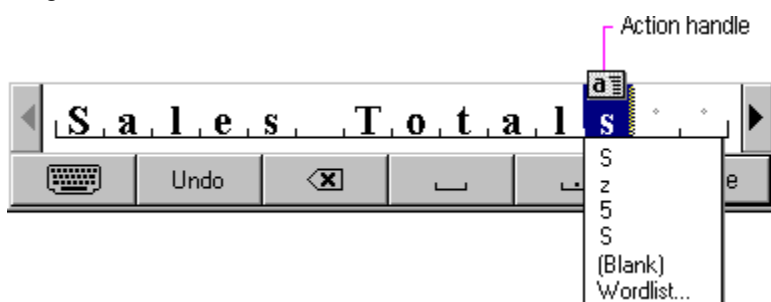 Action handle
a
Sales Totals
Undo
e
S
z
5
S
(Blank)
Wordlist...